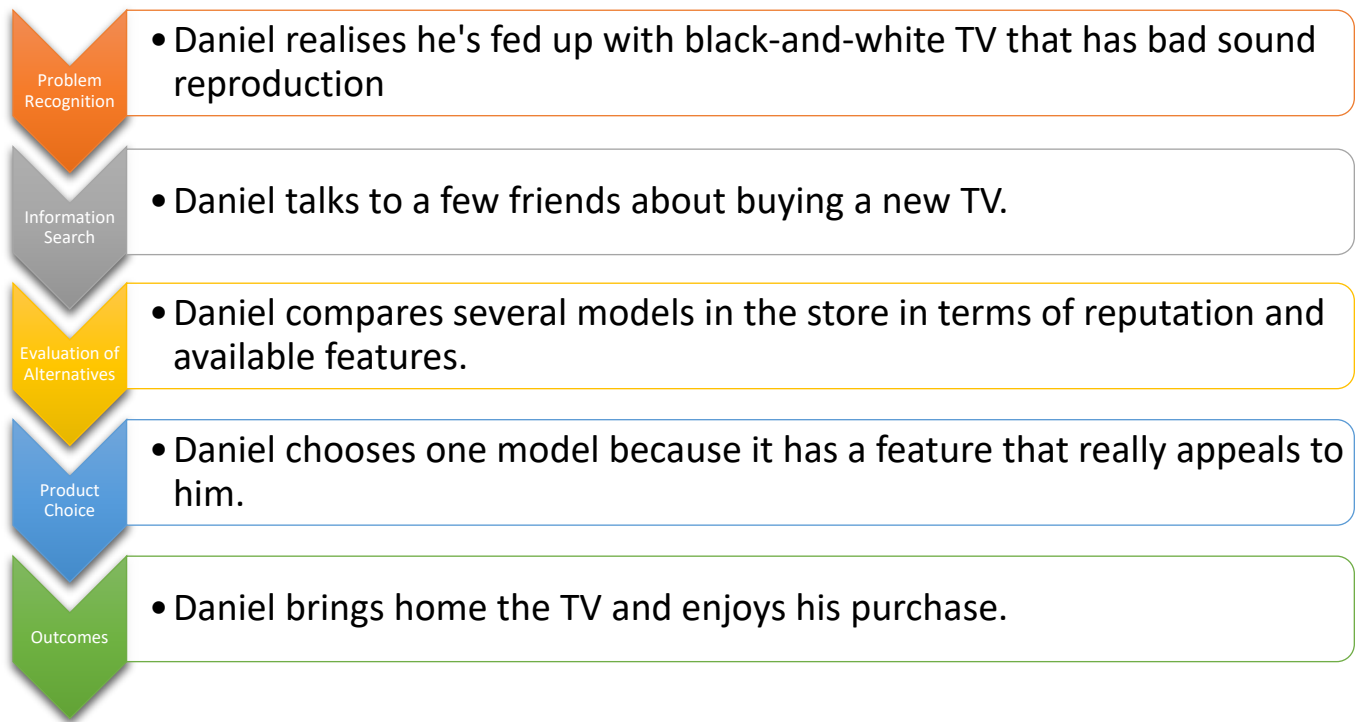 Problem
Recognition
•Daniel realises he's fed up with black-and-white TV that has bad sound
reproduction
Information
Search
•Daniel talks to a few friends about buying a new TV.
Evaluation of
Alternatives
•Daniel compares several models in the store in terms of reputation and
available features.
Product
Choice
•Daniel chooses one model because it has a feature that really appeals to
him.
Outcomes
•Daniel brings home the TV and enjoys his purchase.